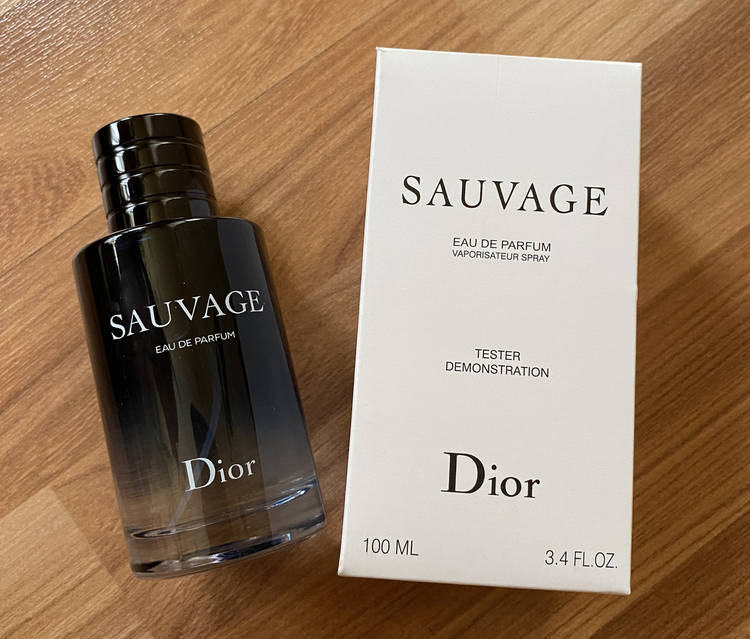 SAUVAGE
EAU DE PARFUM
Dior
SAUVAGE
EAU DE PARFUM
VAPORISATEUR SPRAY
TESTER
DEMONSTRATION
Dior
100 ML
3.4 FL.OZ.